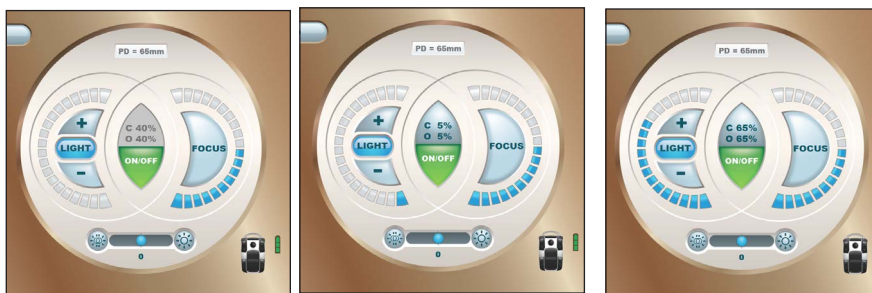 PD = 65mm
+
C 40%
O 40%
LIGHT
FOCUS
ON/OFF
-
0
PD = 65mm
+
C 5%
O 5%
LIGHT
FOCUS
ON/OFF
-
0
PD = 65mm
+
C 65%
O 65%
LIGHT
FOCUS
ON/OFF
-
0